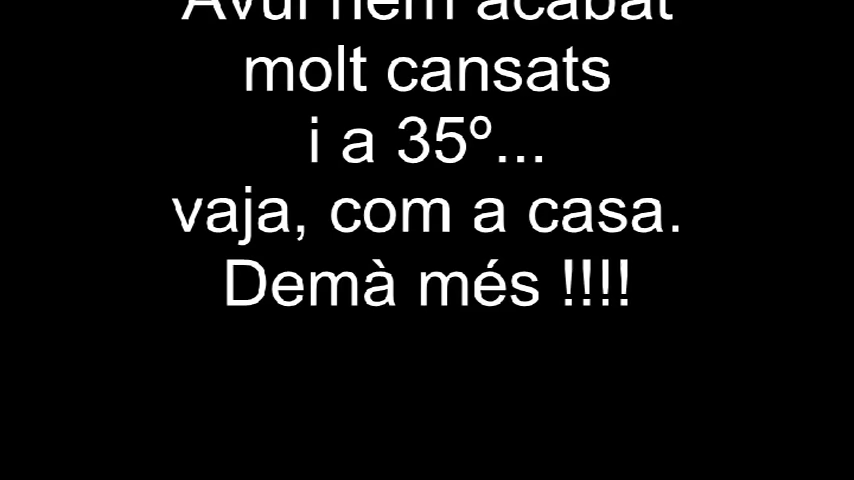 Avui hem acabat
molt cansats
i a 35º...
vaja, com a casa.
Demà més !!!!